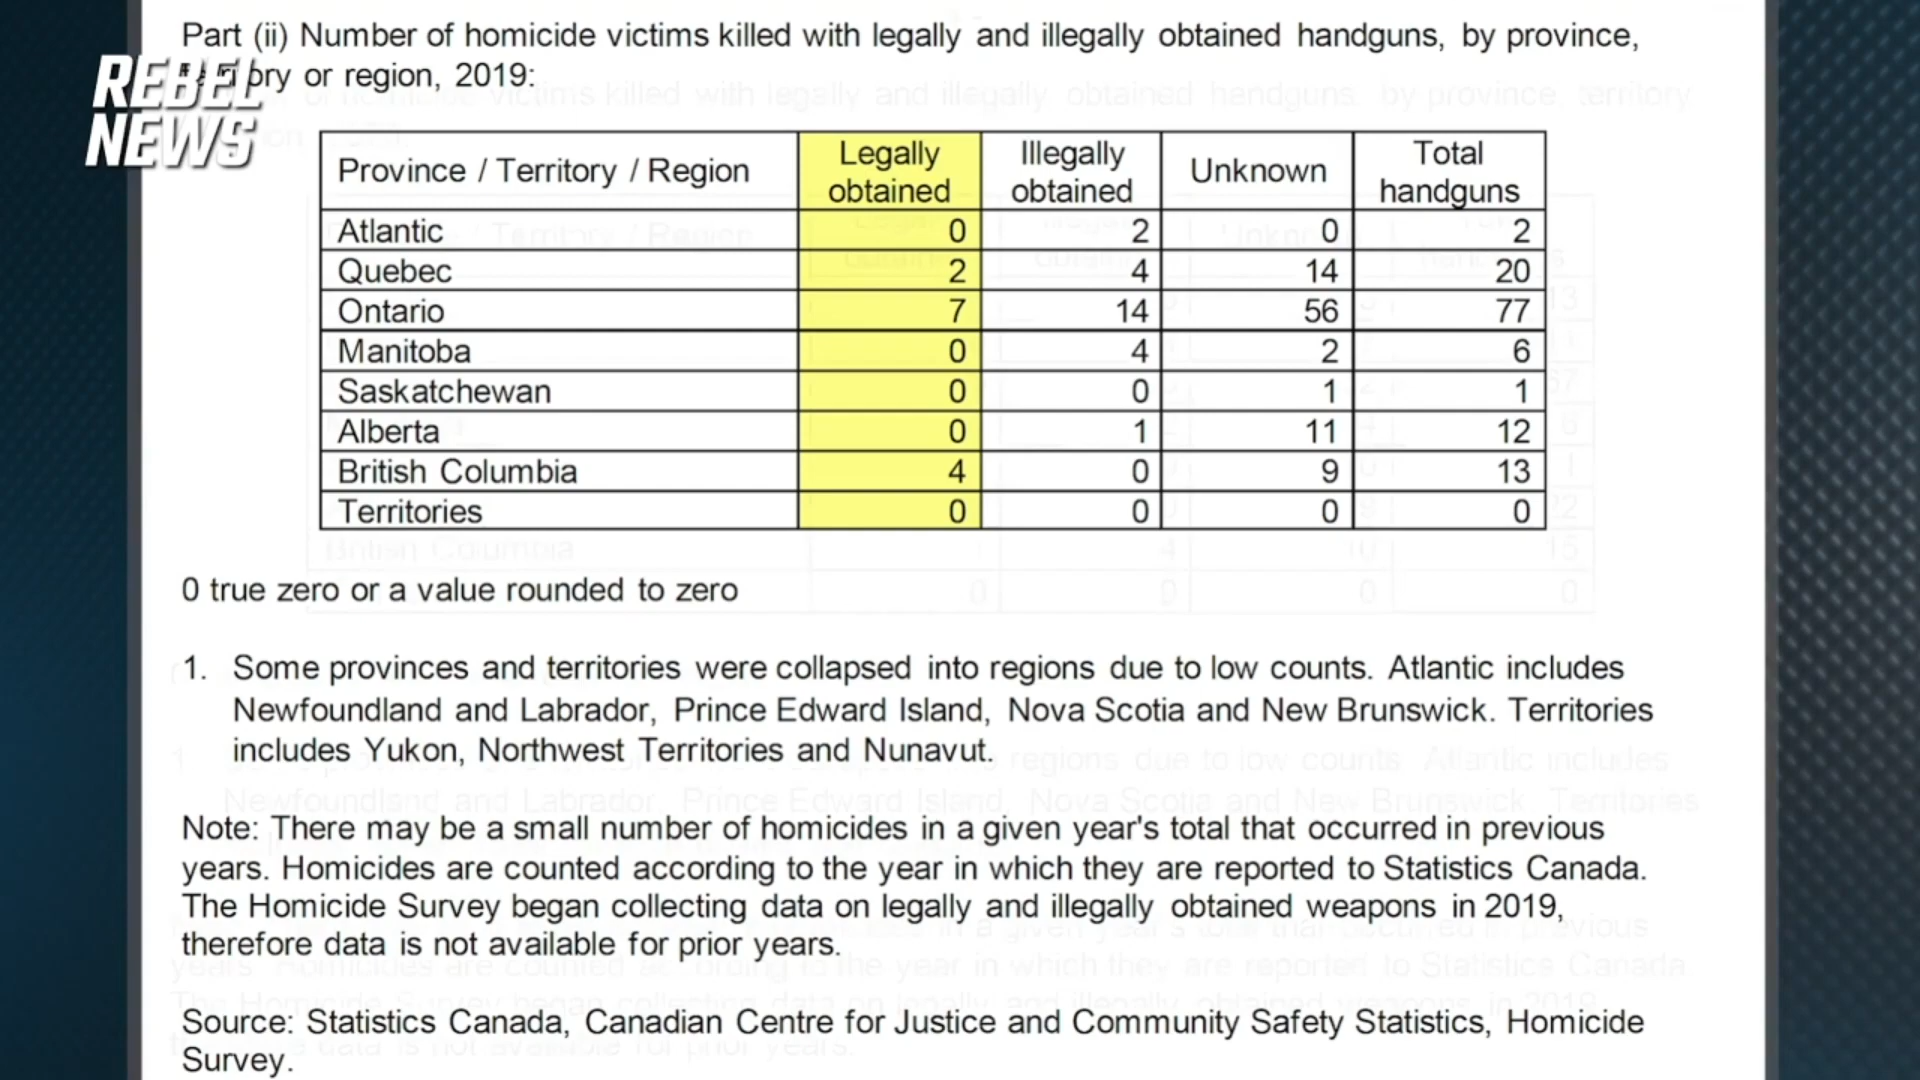 Part (ii) Number of homicide victims killed with legally and illegally obtained handguns, by province,
territory or region, 2019:
REBEL
NEWS
Province / Territory / Region Legally obtained Illegally obtained Unknown Total handguns
Atlantic 0 2 0 2
Quebec 2 4 14 20
Ontario 7 14 56 77
Manitoba 0 4 2 6
Saskatchewan 0 0 1 1
Alberta 0 1 11 12
British Columbia 4 0 9 13
Territories 0 0 0 0
0 true zero or a value rounded to zero
1. Some provinces and territories were collapsed into regions due to low counts. Atlantic includes
Newfoundland and Labrador, Prince Edward Island, Nova Scotia and New Brunswick. Territories
includes Yukon, Northwest Territories and Nunavut.
Note: There may be a small number of homicides in a given year's total that occurred in previous
years. Homicides are counted according to the year in which they are reported to Statistics Canada.
The Homicide Survey began collecting data on legally and illegally obtained weapons in 2019,
therefore data is not available for prior years.
Source: Statistics Canada, Canadian Centre for Justice and Community Safety Statistics, Homicide
Survey.